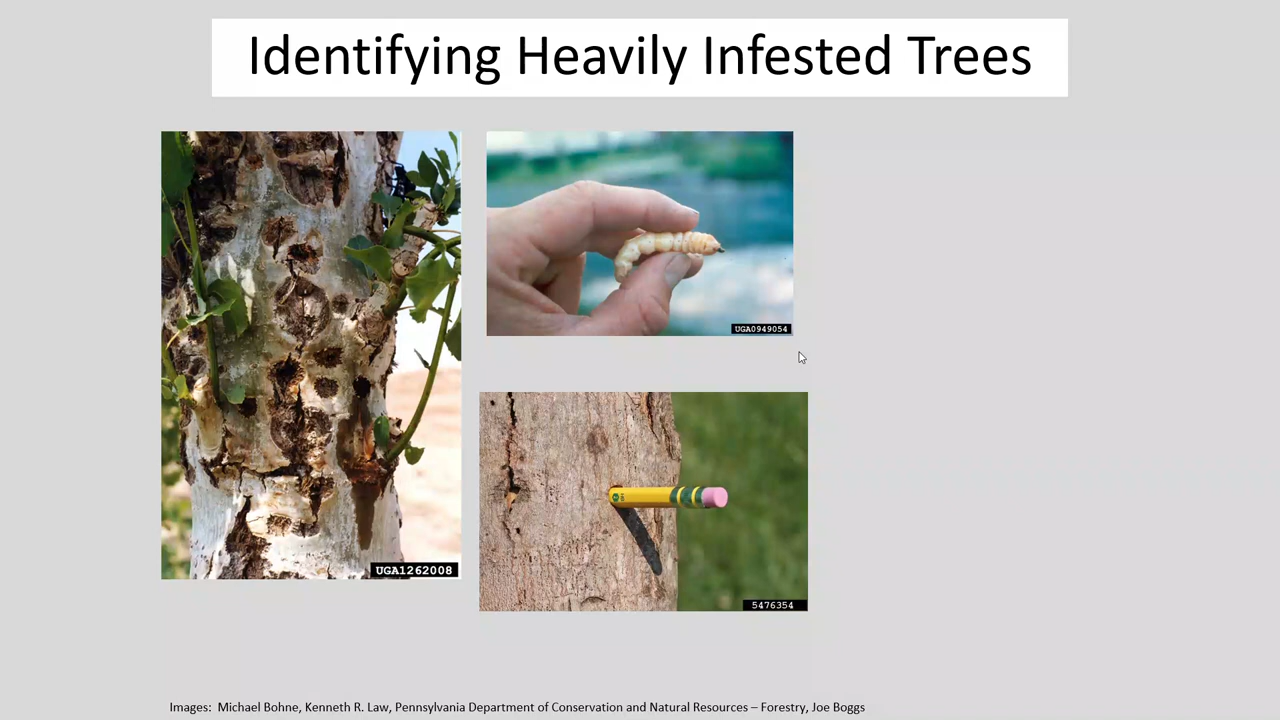 Identifying Heavily Infested Trees
UGA0949054
UGA1262008
5476354
Images: Michael Bohne, Kenneth R. Law, Pennsylvania Department of Conservation and Natural Resources – Forestry, Joe Boggs